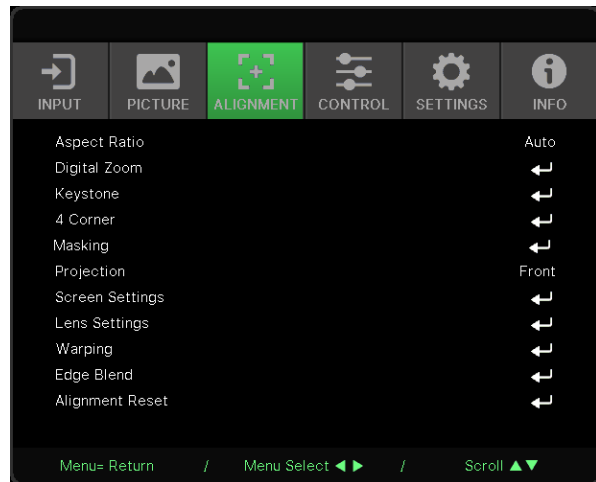 INPUT PICTURE ALIGNMENT CONTROL SETTINGS INFO
Aspect Ratio Auto
Digital Zoom
Keystone
4 Corner
Masking
Projection Front
Screen Settings
Lens Settings
Warping
Edge Blend
Alignment Reset
Menu= Return / Menu Select ◀ ▶ / Scroll ▲▼